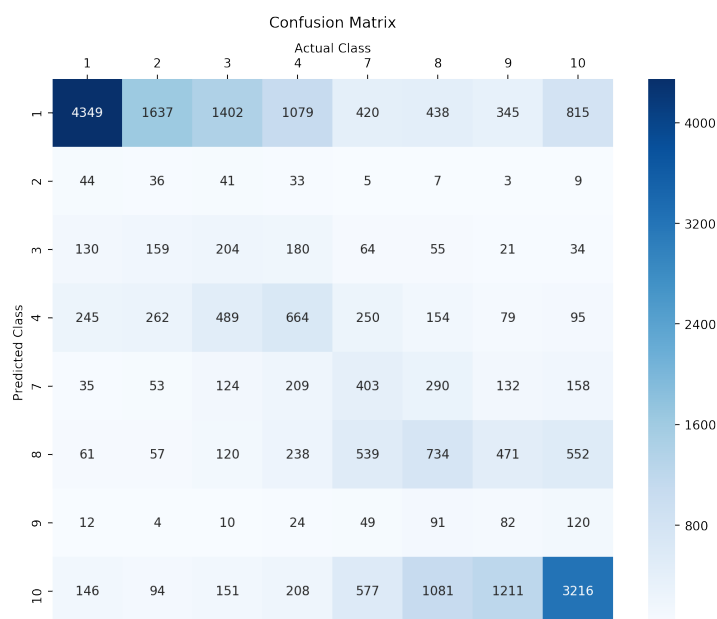 Confusion Matrix
Actual Class
1 2 3 4 7 8 9 10
1 4349 1637 1402 1079 420 438 345 815
2 44 36 41 33 5 7 3 9
3 130 159 204 180 64 55 21 34
4 245 262 489 664 250 154 79 95
7 35 53 124 209 403 290 132 158
8 61 57 120 238 539 734 471 552
9 12 4 10 24 49 91 82 120
10 146 94 151 208 577 1081 1211 3216
Predicted Class
4000
3200
2400
1600
800